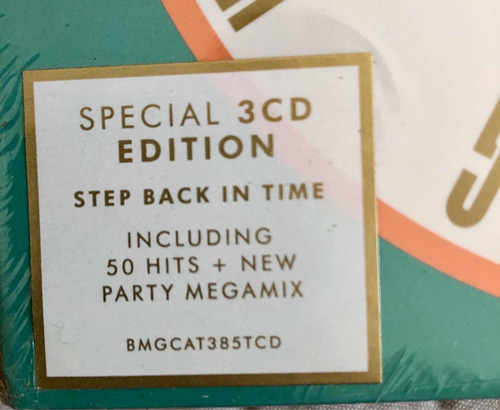 SPECIAL 3CD
EDITION
STEP BACK IN TIME
INCLUDING
50 HITS + NEW
PARTY MEGAMIX
BMGCAT385TCD